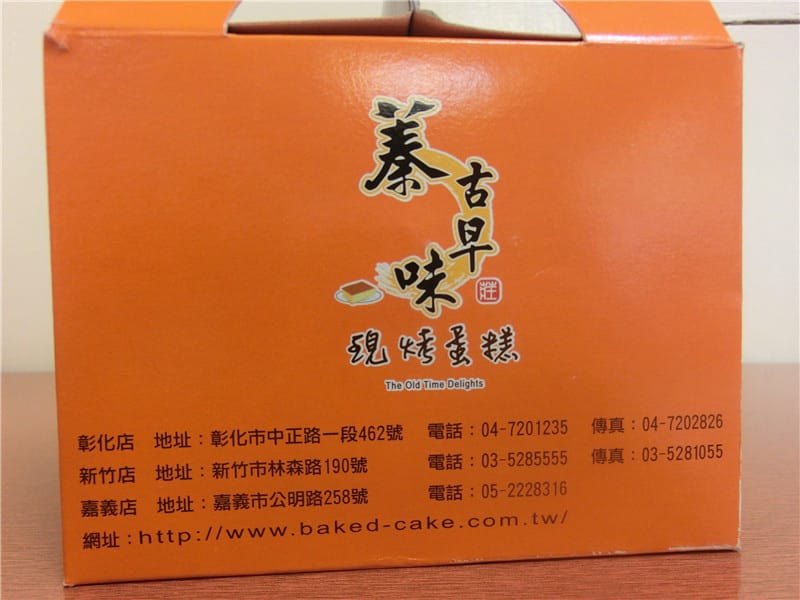 蓁古早味
莊
現烤蛋糕
The Old Time Delights
彰化店 地址：彰化市中正路一段462號 電話：04-7201235 傳真：04-7202826
新竹店 地址：新竹市林森路190號 電話：03-5285555 傳真：03-5281055
嘉義店 地址：嘉義市公明路258號 電話：05-2228316
網址：http://www.baked-cake.com.tw/